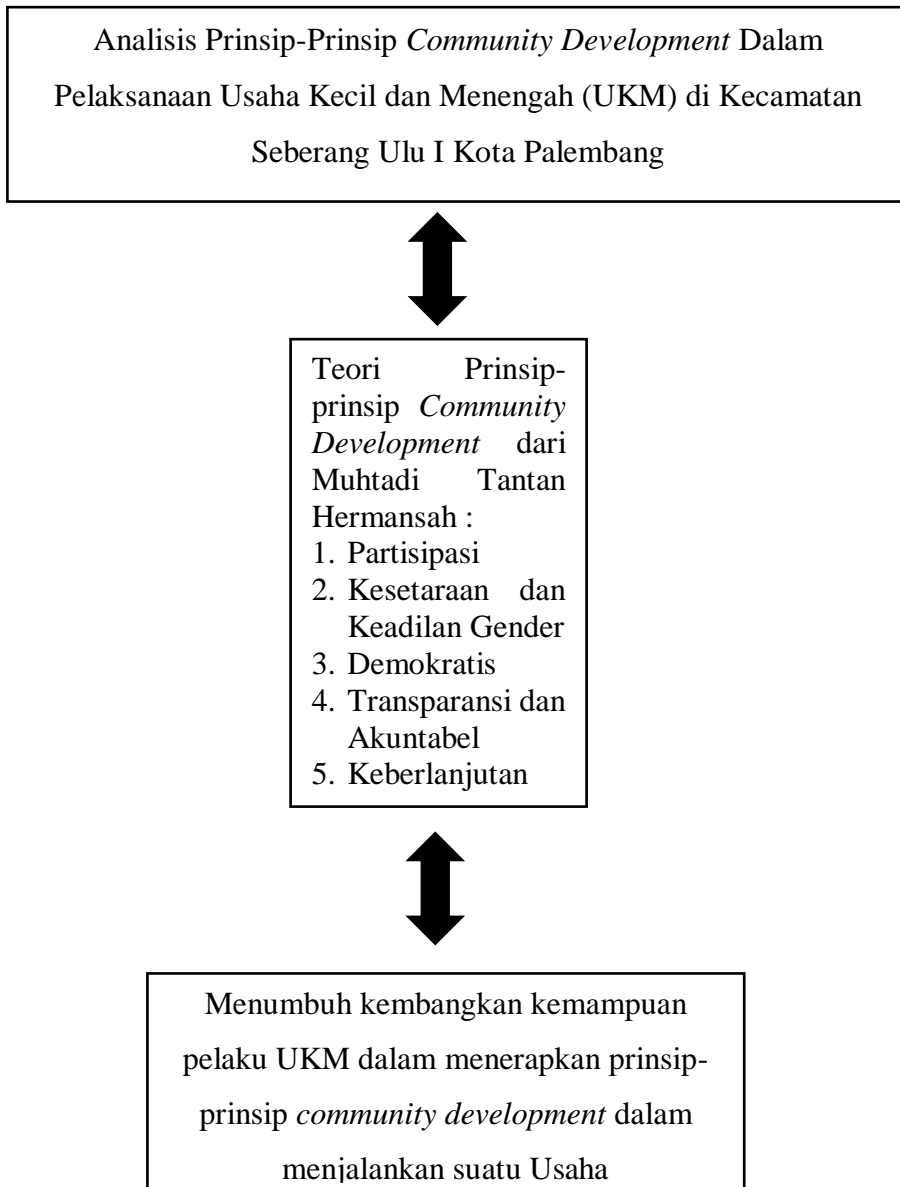 Analisis Prinsip-Prinsip Community Development Dalam
Pelaksanaan Usaha Kecil dan Menengah (UKM) di Kecamatan
Seberang Ulu I Kota Palembang
Teori Prinsip-
prinsip Community
Development dari
Muhtadi Tantan
Hermansah :
1. Partisipasi
2. Kesetaraan dan
Keadilan Gender
3. Demokratis
4. Transparansi dan
Akuntabel
5. Keberlanjutan
Menumbuh kembangkan kemampuan
pelaku UKM dalam menerapkan prinsip-
prinsip community development dalam
menjalankan suatu Usaha